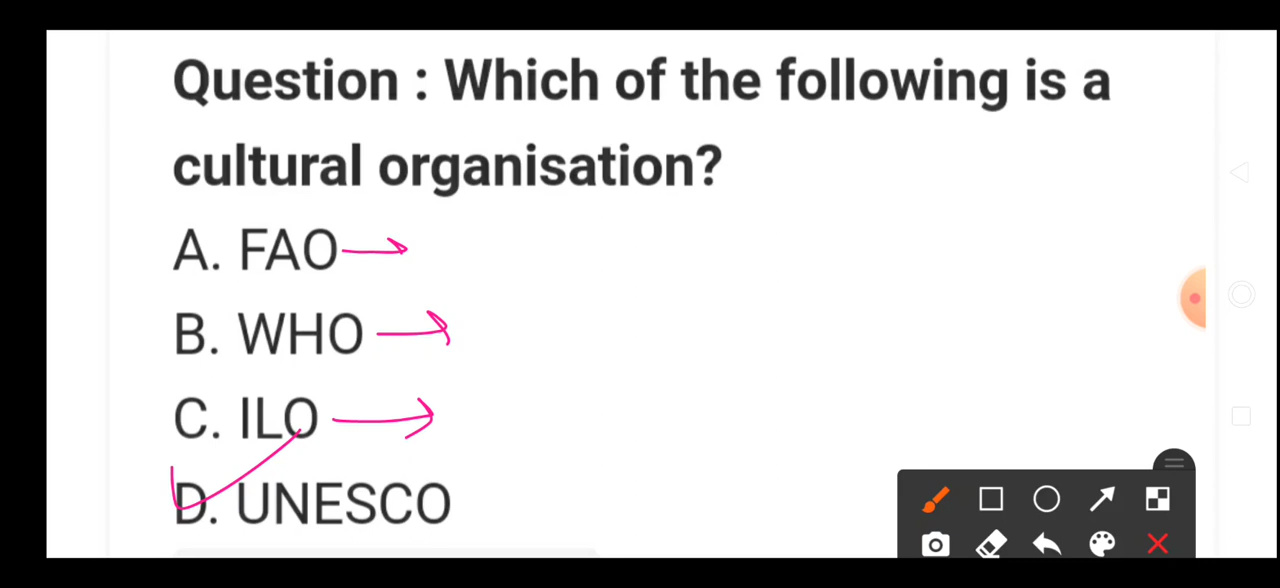 Question : Which of the following is a
cultural organisation?
A. FAO
B. WHO
C. ILO
D. UNESCO